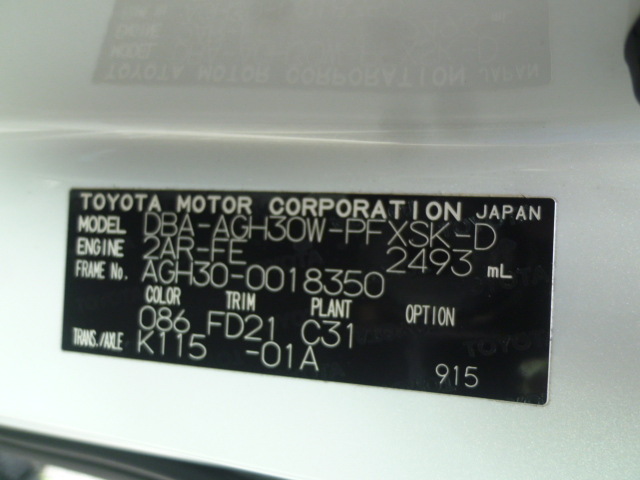 TOYOTA MOTOR CORPORATION JAPAN
MODEL DBA-AGH30W-PFXSK-D
ENGINE 2AR-FE 2493 mL
FRAME No. AGH30-0018350
COLOR TRIM PLANT OPTION
086 FD21 C31
TRANS./AXLE K115 -01A
915